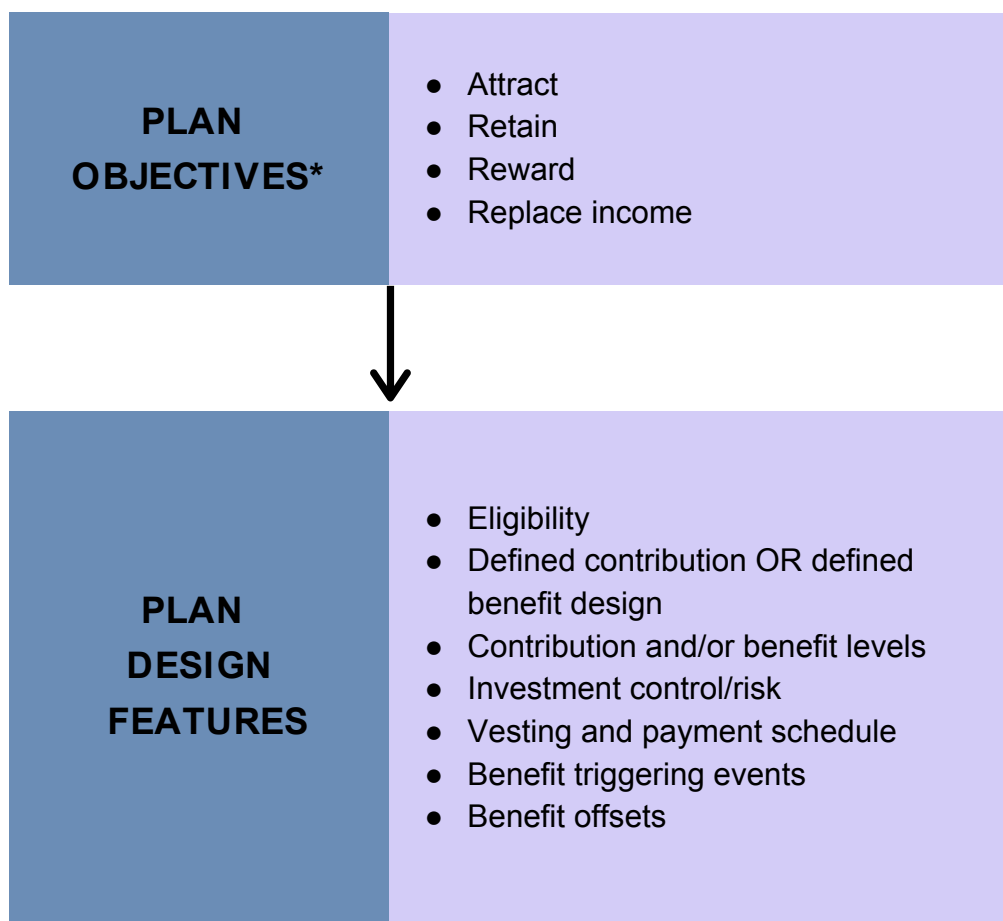 PLAN
OBJECTIVES*
● Attract
● Retain
● Reward
● Replace income
PLAN
DESIGN
FEATURES
● Eligibility
● Defined contribution OR defined
benefit design
● Contribution and/or benefit levels
● Investment control/risk
● Vesting and payment schedule
● Benefit triggering events
● Benefit offsets